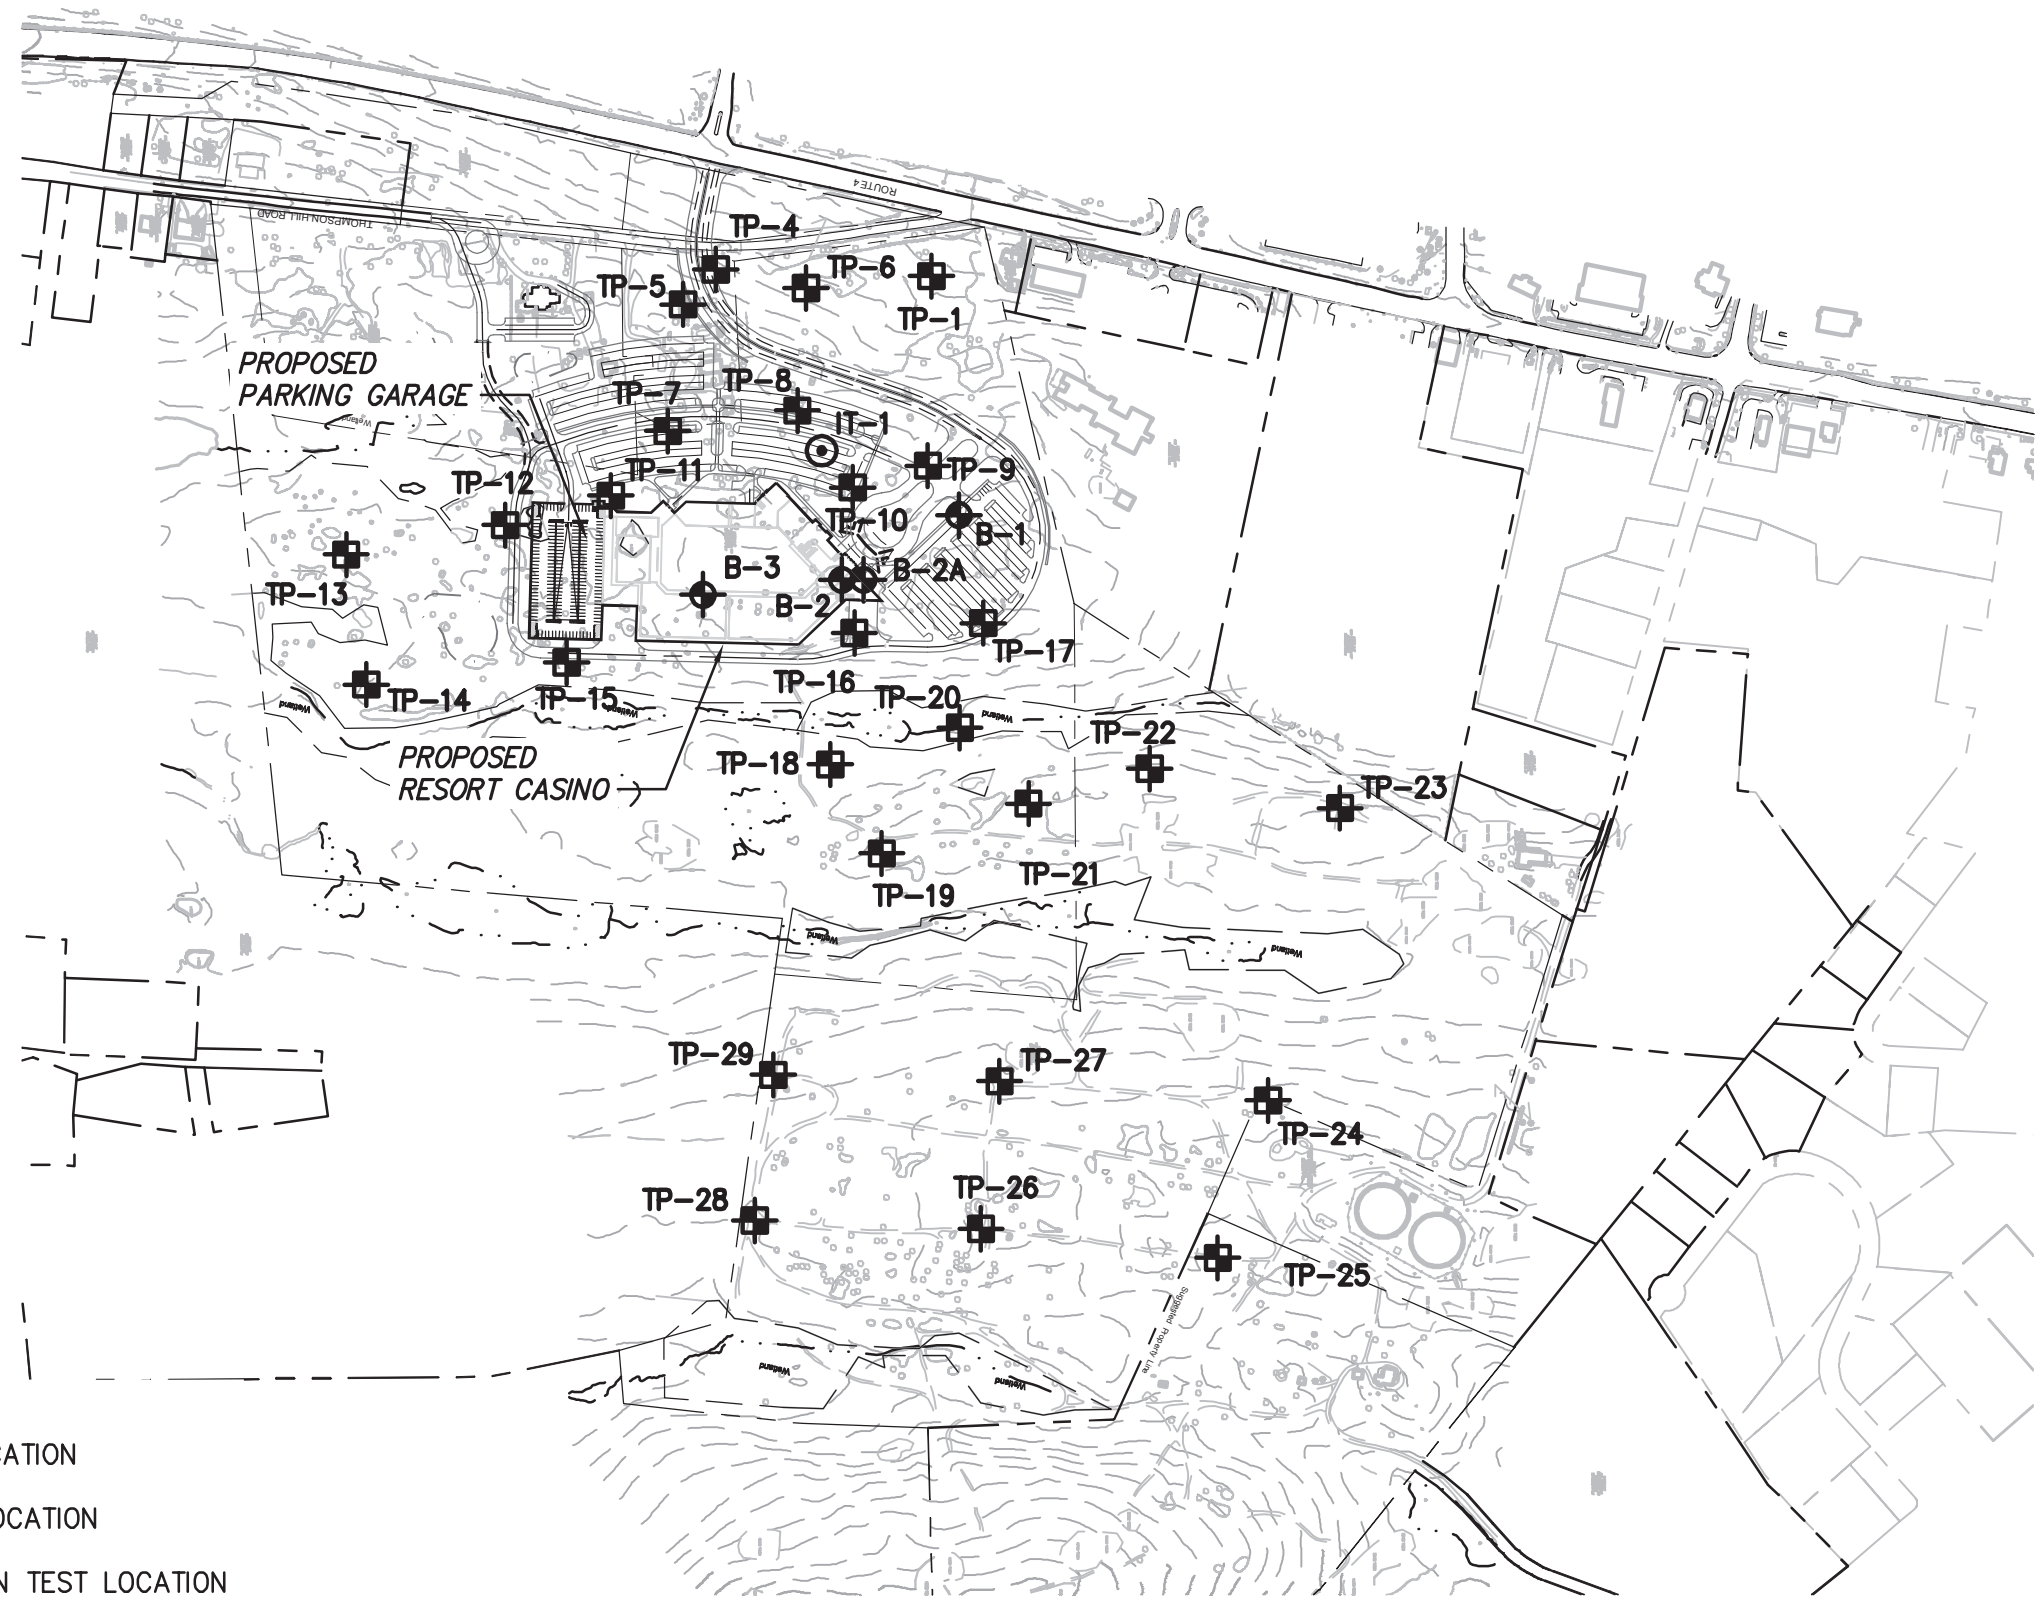 ROUTE 4
THOMPSON HILL ROAD
TP-4
TP-6
TP-5
TP-1
PROPOSED
PARKING GARAGE
TP-8
TP-7
Wetland
IT-1
TP-11
TP-9
TP-12
TP-10
B-1
B-3
B-2A
TP-13
B-2
TP-17
TP-16
TP-14
TP-15
TP-20
Wetland
Wetland
Wetland
TP-22
PROPOSED
RESORT CASINO
TP-18
TP-23
TP-21
TP-19
Wetland
Wetland
TP-29
TP-27
TP-24
TP-26
TP-28
TP-25
Suggested Property Line
Wetland
Wetland
CATION
OCATION
N TEST LOCATION